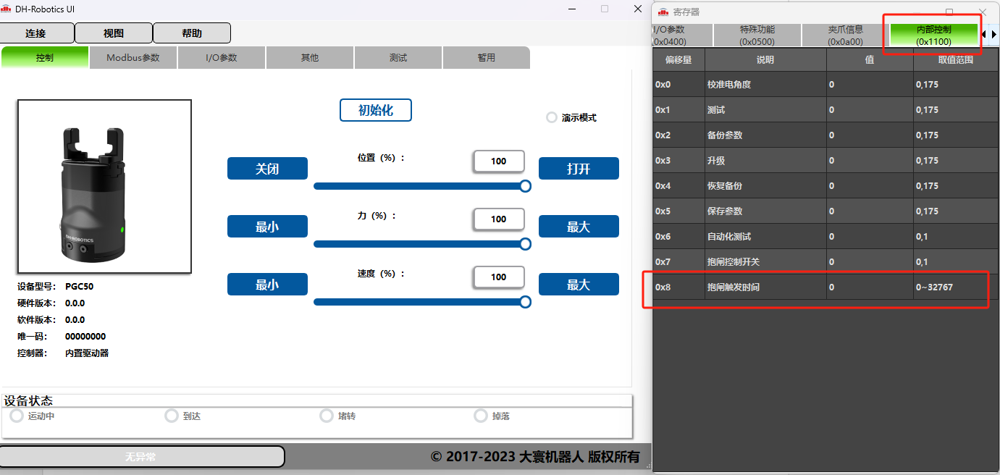 DH-Robotics UI
连接 视图 帮助
控制 Modbus参数 I/O参数 其他 测试 暂用
初始化
演示模式
位置（%）：
100
关闭
打开
力（%）：
100
最小
最大
速度（%）：
100
最小
最大
DH-ROBOTICS
设备型号： PGC50
硬件版本： 0.0.0
软件版本： 0.0.0
唯一码： 00000000
控制器： 内置驱动器
设备状态
运动中 到达 堵转 掉落
无异常
© 2017-2023 大寰机器人 版权所有
寄存器
I/O参数 特殊功能 夹爪信息 内部控制
(0x0400) (0x0500) (0x0a00) (0x1100)
偏移量 说明 值 取值范围
0x0 校准电角度 0 0,175
0x1 测试 0 0,175
0x2 备份参数 0 0,175
0x3 升级 0 0,175
0x4 恢复备份 0 0,175
0x5 保存参数 0 0,175
0x6 自动化测试 0 0,1
0x7 抱闸控制开关 0 0,1
0x8 抱闸触发时间 0 0~32767